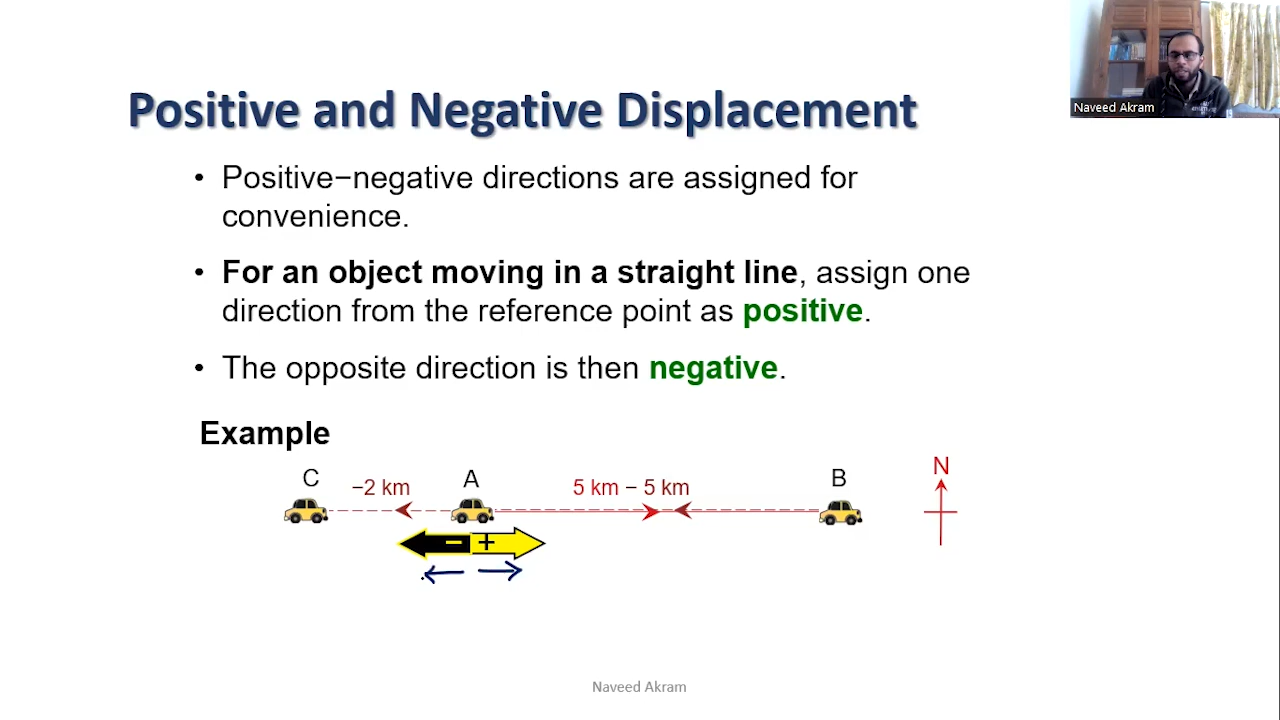 Naveed Akram
Positive and Negative Displacement
• Positive−negative directions are assigned for
convenience.
• For an object moving in a straight line, assign one
direction from the reference point as positive.
• The opposite direction is then negative.
Example
C −2 km A 5 km − 5 km B N
− +
Naveed Akram